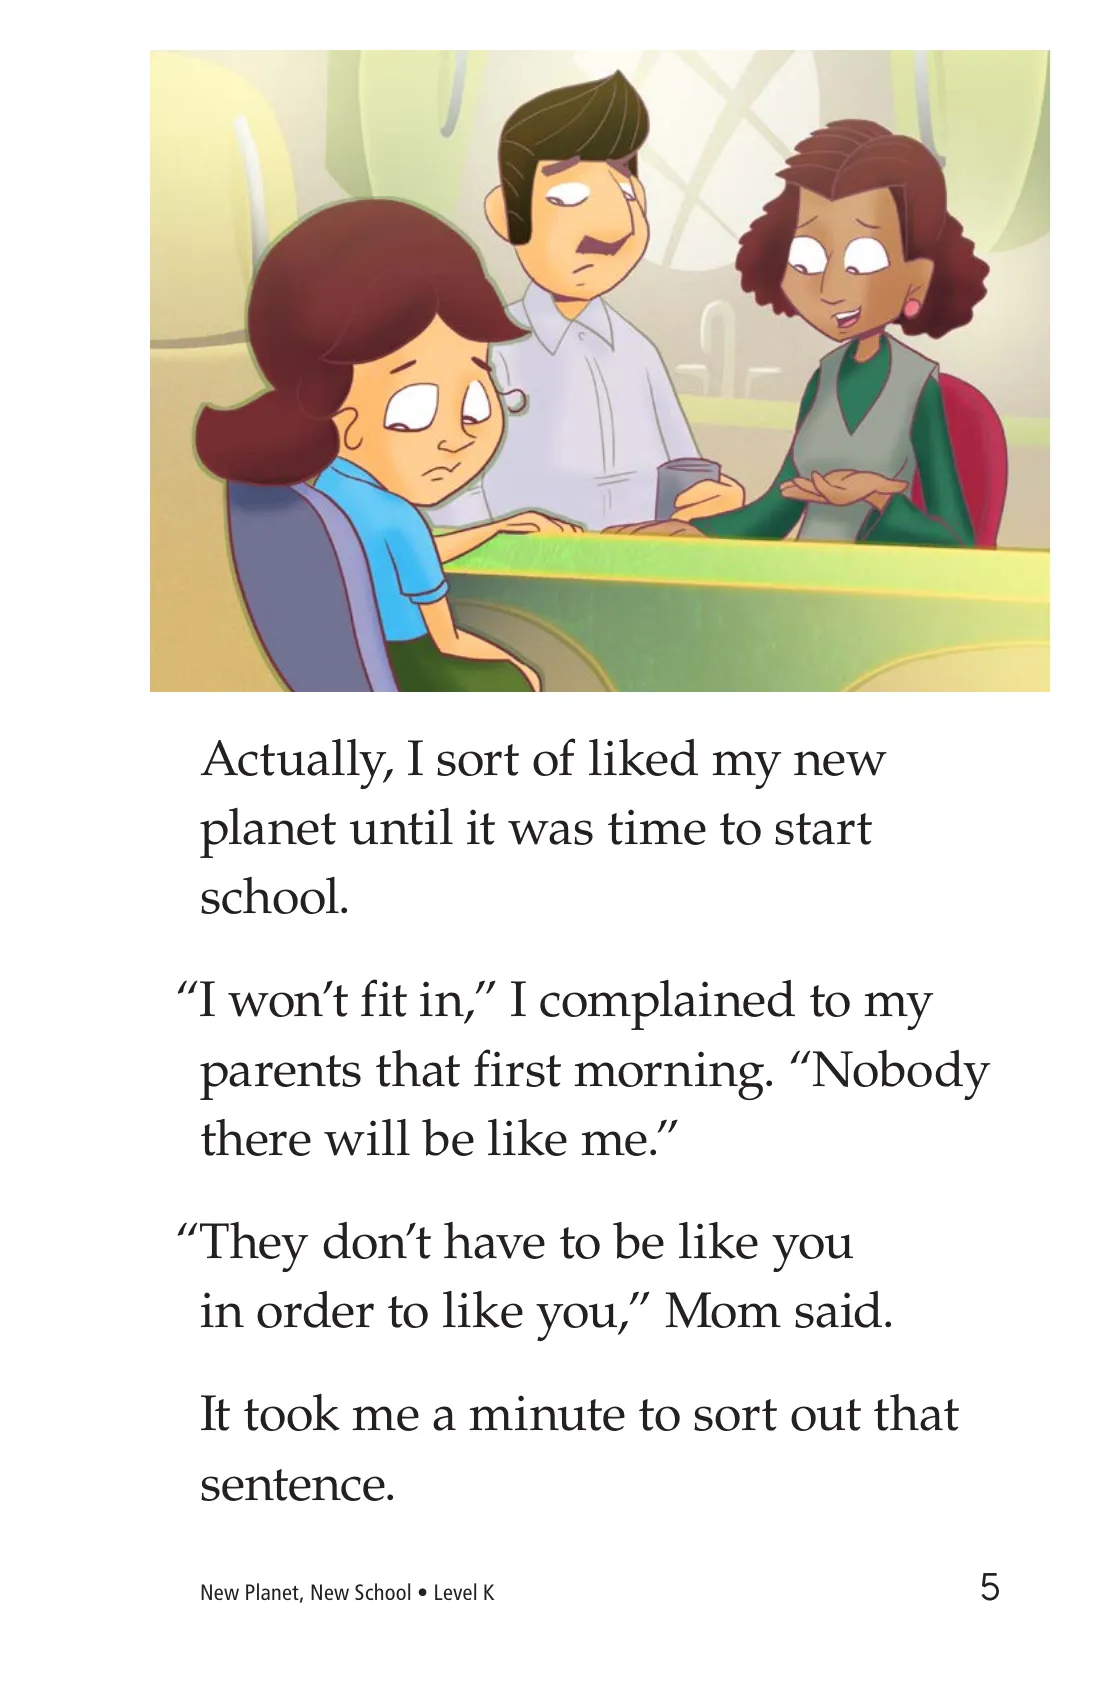 Actually, I sort of liked my new
planet until it was time to start
school.
“I won’t fit in,” I complained to my
parents that first morning. “Nobody
there will be like me.”
“They don’t have to be like you
in order to like you,” Mom said.
It took me a minute to sort out that
sentence.
New Planet, New School • Level K
5